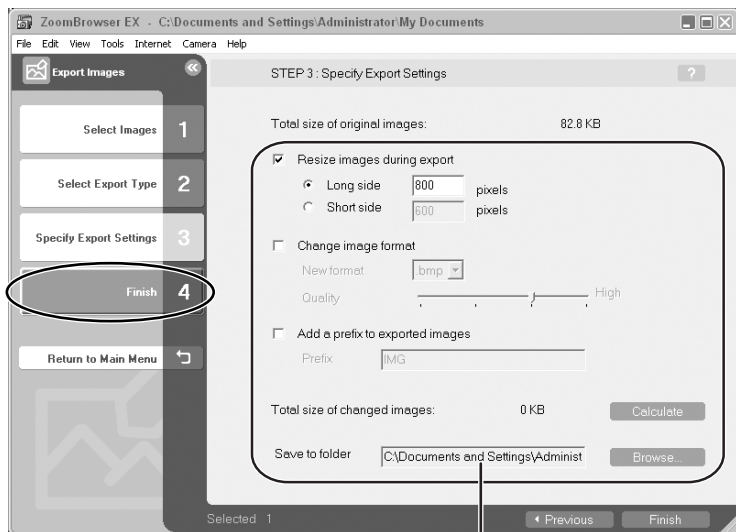 ZoomBrowser EX - C:\Documents and Settings\Administrator\My Documents
File Edit View Tools Internet Camera Help
Export Images
STEP 3 : Specify Export Settings ?
Select Images 1
Select Export Type 2
Specify Export Settings 3
Finish 4
Return to Main Menu
Total size of original images: 82.8 KB
Resize images during export
Long side 800 pixels
Short side 600 pixels
Change image format
New format .bmp
Quality High
Add a prefix to exported images
Prefix IMG
Total size of changed images: 0 KB Calculate
Save to folder C:\Documents and Settings\Administ Browse...
Selected 1 Previous Finish